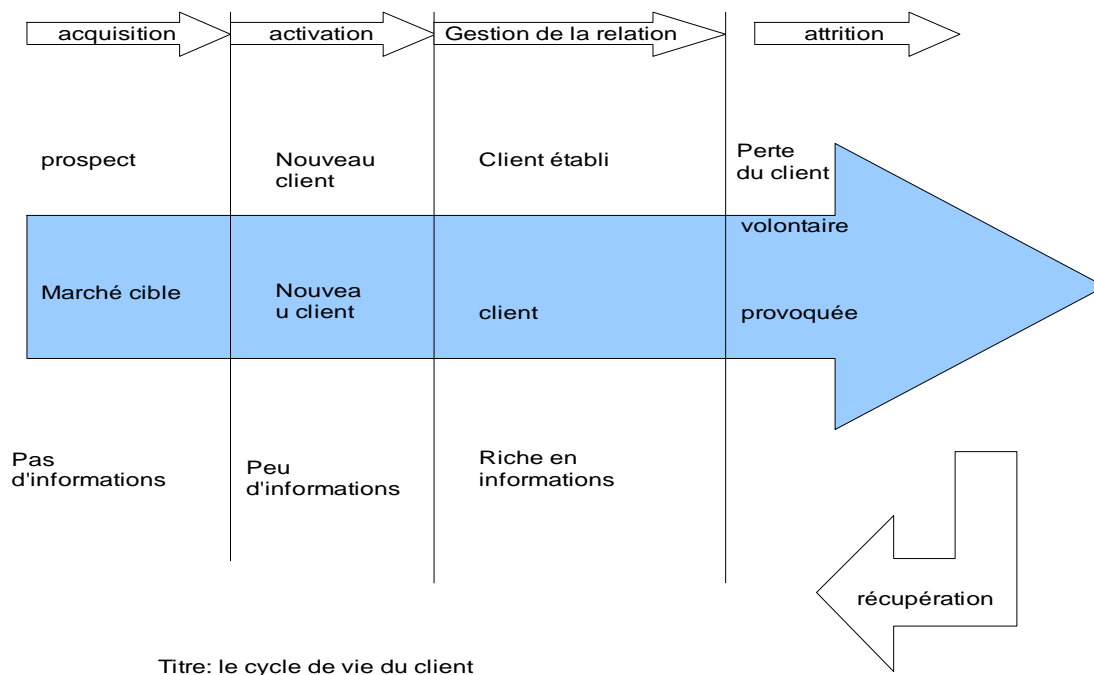 acquisition
activation
Gestion de la relation
attrition
prospect
Nouveau
client
Client établi
Perte
du client
volontaire
Marché cible
Nouvea
u client
client
provoquée
Pas
d'informations
Peu
d'informations
Riche en
informations
récupération
Titre: le cycle de vie du client